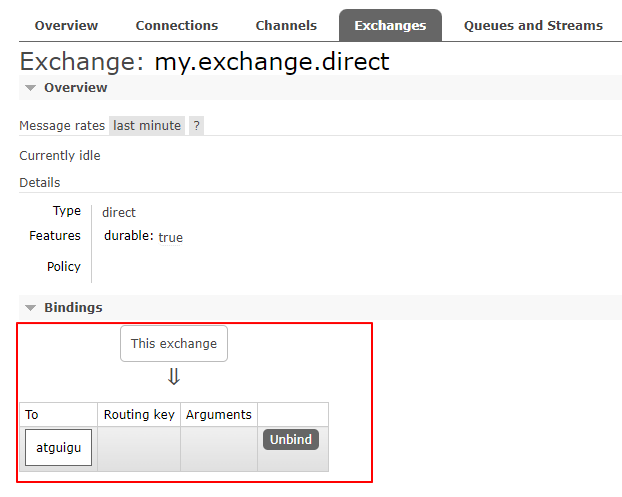 Overview Connections Channels Exchanges Queues and Streams
Exchange: my.exchange.direct
Overview
Message rates last minute ?
Currently idle
Details
Type direct
Features durable: true
Policy
Bindings
This exchange
⇓
To Routing key Arguments
atguigu Unbind